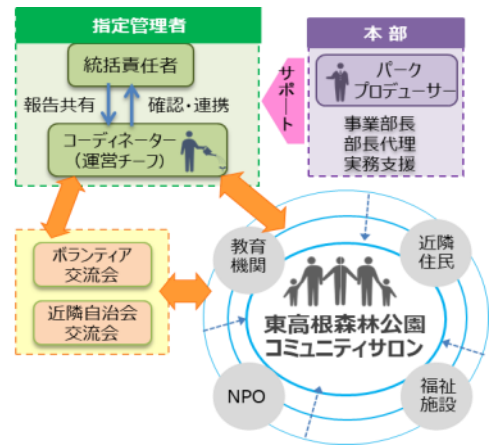 指定管理者
統括責任者
報告共有
確認・連携
コーディネーター
(運営チーフ)
サポート
本部
パーク
プロデューサー
事業部長
部長代理
実務支援
ボランティア
交流会
近隣自治会
交流会
教育
機関
近隣
住民
東高根森林公園
コミュニティサロン
NPO
福祉
施設